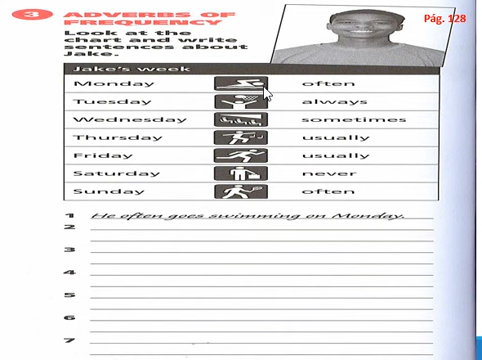 3 ADVERBS OF
FREQUENCY
Pág. 128
Look at the
chart and write
sentences about
Jake.
Jake's week
Monday often
Tuesday always
Wednesday sometimes
Thursday usually
Friday usually
Saturday never
Sunday often
1 He often goes swimming on Monday.
2
3
4
5
6
7